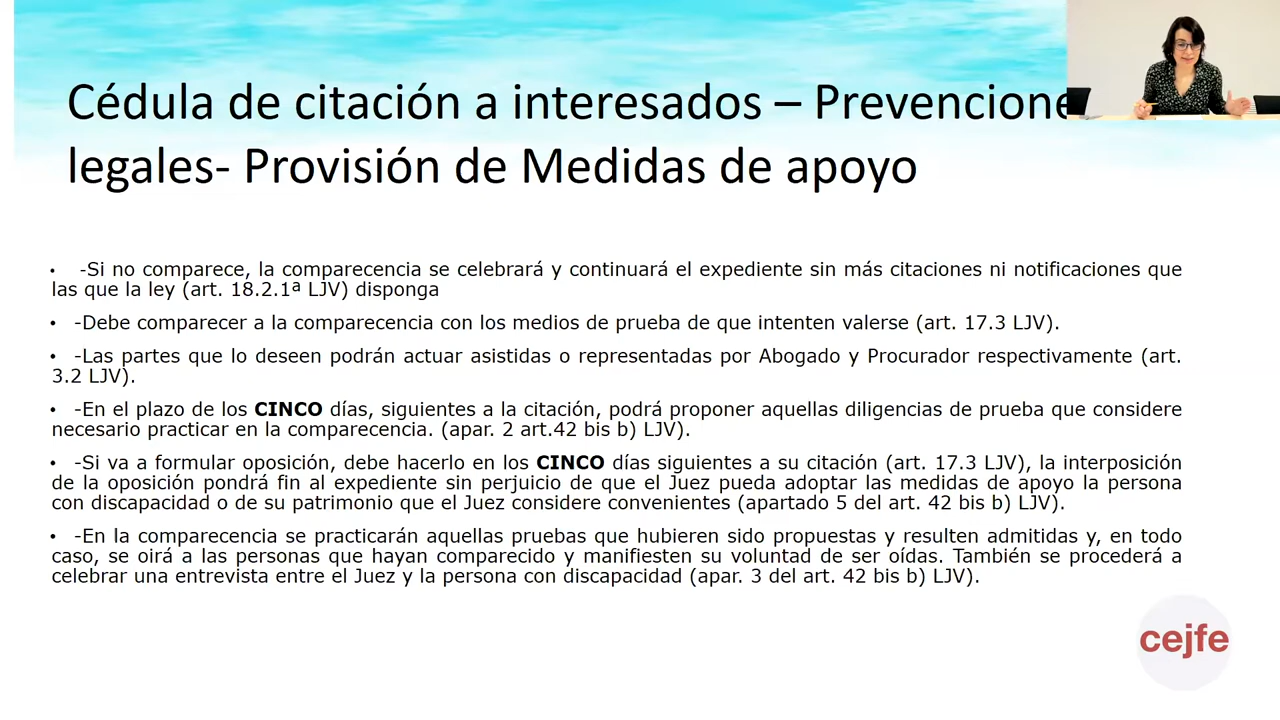 Cédula de citación a interesados – Prevencione
legales- Provisión de Medidas de apoyo
• -Si no comparece, la comparecencia se celebrará y continuará el expediente sin más citaciones ni notificaciones que
las que la ley (art. 18.2.1ª LJV) disponga
• -Debe comparecer a la comparecencia con los medios de prueba de que intenten valerse (art. 17.3 LJV).
• -Las partes que lo deseen podrán actuar asistidas o representadas por Abogado y Procurador respectivamente (art.
3.2 LJV).
• -En el plazo de los CINCO días, siguientes a la citación, podrá proponer aquellas diligencias de prueba que considere
necesario practicar en la comparecencia. (apar. 2 art.42 bis b) LJV).
• -Si va a formular oposición, debe hacerlo en los CINCO días siguientes a su citación (art. 17.3 LJV), la interposición
de la oposición pondrá fin al expediente sin perjuicio de que el Juez pueda adoptar las medidas de apoyo la persona
con discapacidad o de su patrimonio que el Juez considere convenientes (apartado 5 del art. 42 bis b) LJV).
• -En la comparecencia se practicarán aquellas pruebas que hubieren sido propuestas y resulten admitidas y, en todo
caso, se oirá a las personas que hayan comparecido y manifiesten su voluntad de ser oídas. También se procederá a
celebrar una entrevista entre el Juez y la persona con discapacidad (apar. 3 del art. 42 bis b) LJV).
cejfe